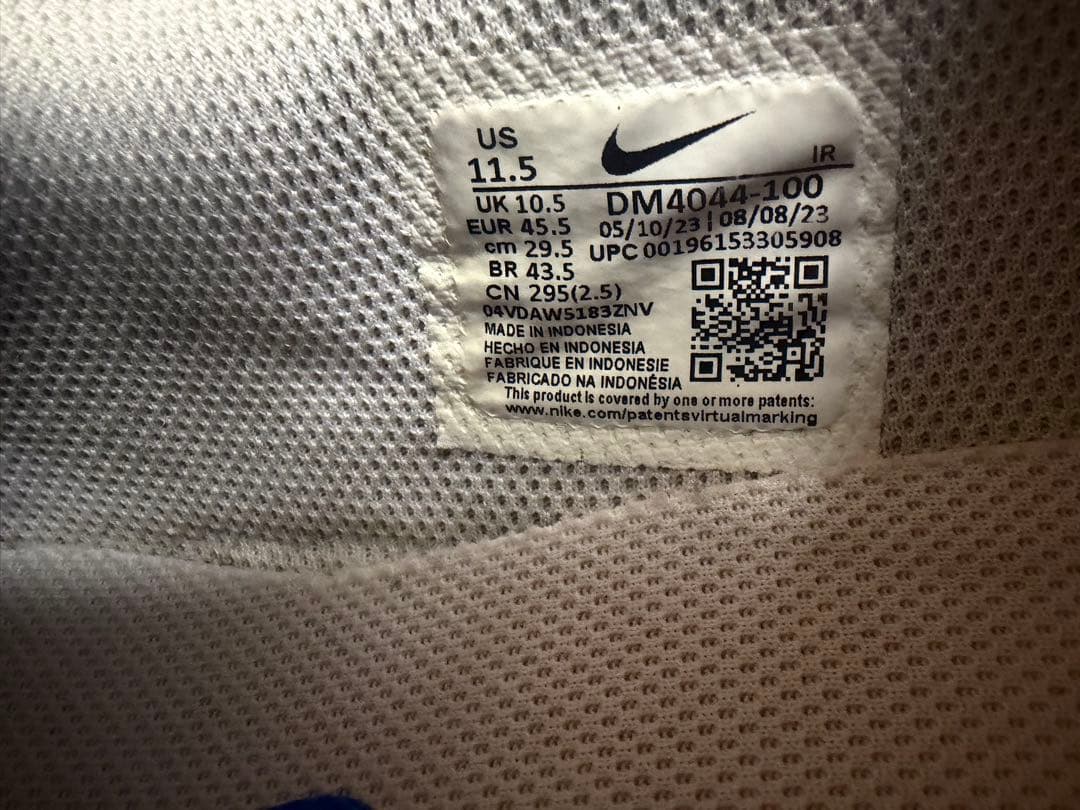 US
11.5
IR
UK 10.5
DM4044-100
EUR 45.5
05/10/23 | 08/08/23
cm 29.5
UPC 00196153305908
BR 43.5
CN 295(2.5)
04VDAW5183ZNV
MADE IN INDONESIA
HECHO EN INDONESIA
FABRIQUE EN INDONESIE
FABRICADO NA INDONÉSIA
This product is covered by one or more patents:
www.nike.com/patentsvirtualmarking